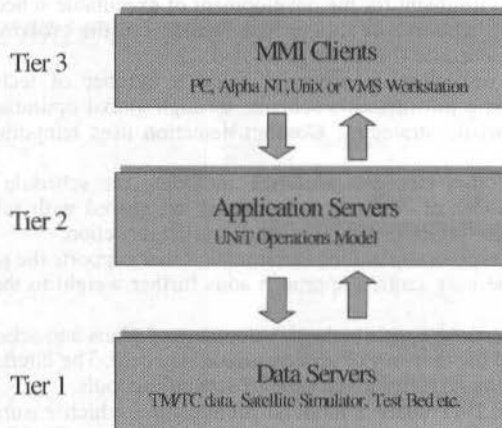 MMI Clients
Tier 3
PC, Alpha NT,Unix or VMS Workstation
Application Servers
Tier 2
UNiT Operations Model
Data Servers
Tier 1
TM/TC data, Satellite Simulator, Test Bed etc.